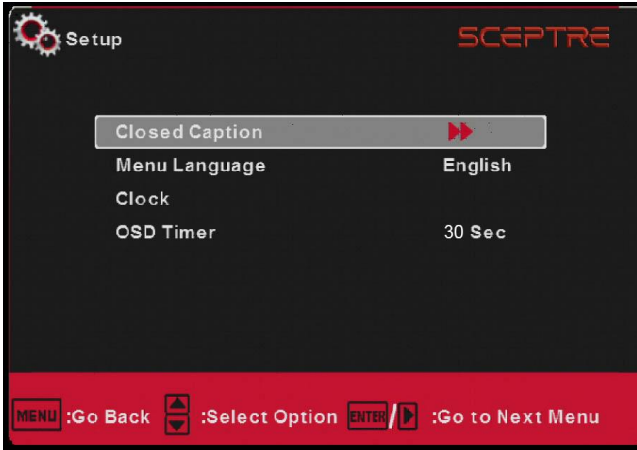 Setup SCEPTRE
Closed Caption
Menu Language English
Clock
OSD Timer 30 Sec
MENU :Go Back :Select Option ENTER/ :Go to Next Menu